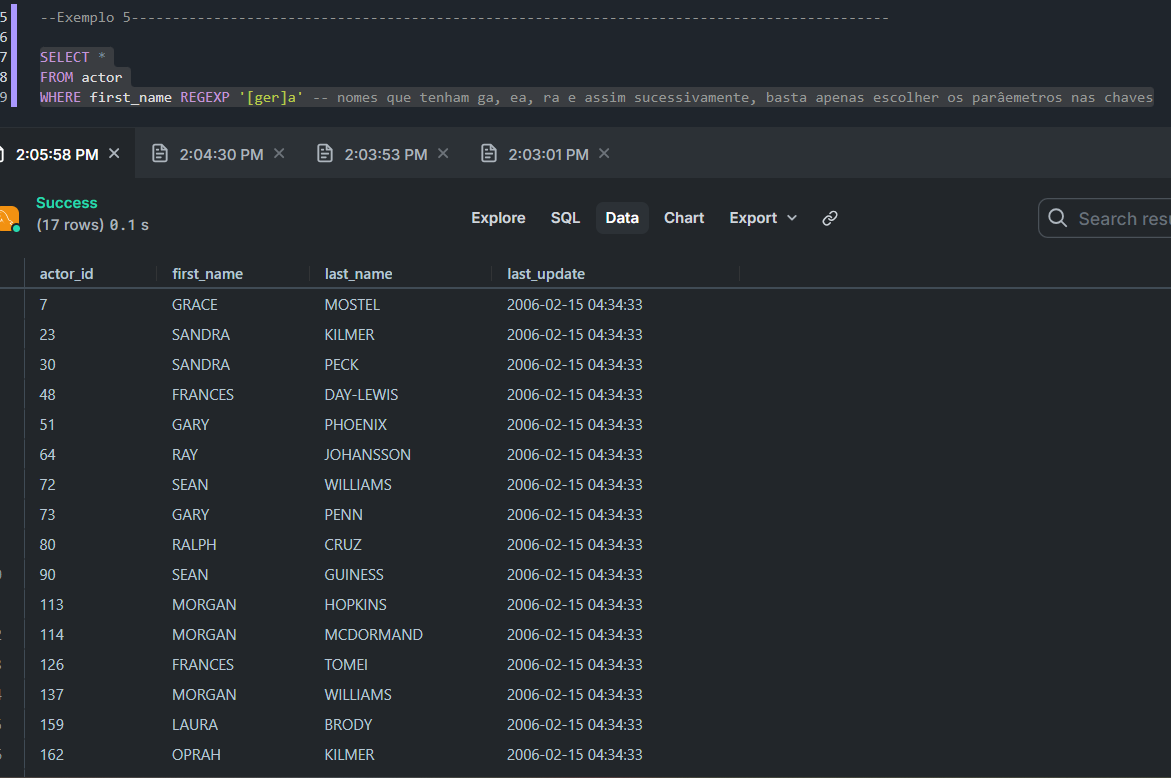 5 --Exemplo 5--------------------------------------------------------------------------------------------
6
7 SELECT *
8 FROM actor
9 WHERE first_name REGEXP '[ger]a' -- nomes que tenham ga, ea, ra e assim sucessivamente, basta apenas escolher os parâemetros nas chaves
2:05:58 PM 2:04:30 PM 2:03:53 PM 2:03:01 PM
Success
(17 rows) 0.1 s
Explore SQL Data Chart Export
Search resu
actor_id first_name last_name last_update
7 GRACE MOSTEL 2006-02-15 04:34:33
23 SANDRA KILMER 2006-02-15 04:34:33
30 SANDRA PECK 2006-02-15 04:34:33
48 FRANCES DAY-LEWIS 2006-02-15 04:34:33
51 GARY PHOENIX 2006-02-15 04:34:33
64 RAY JOHANSSON 2006-02-15 04:34:33
72 SEAN WILLIAMS 2006-02-15 04:34:33
73 GARY PENN 2006-02-15 04:34:33
80 RALPH CRUZ 2006-02-15 04:34:33
90 SEAN GUINESS 2006-02-15 04:34:33
113 MORGAN HOPKINS 2006-02-15 04:34:33
114 MORGAN MCDORMAND 2006-02-15 04:34:33
126 FRANCES TOMEI 2006-02-15 04:34:33
137 MORGAN WILLIAMS 2006-02-15 04:34:33
159 LAURA BRODY 2006-02-15 04:34:33
162 OPRAH KILMER 2006-02-15 04:34:33